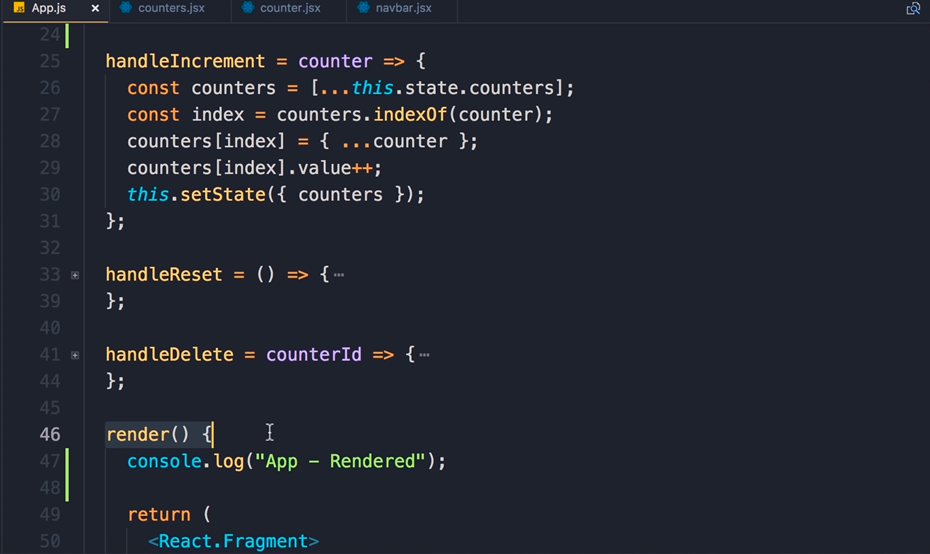 JS App.js × counters.jsx counter.jsx navbar.jsx
24
25 handleIncrement = counter => {
26 const counters = [...this.state.counters];
27 const index = counters.indexOf(counter);
28 counters[index] = { ...counter };
29 counters[index].value++;
30 this.setState({ counters });
31 };
32
33 handleReset = () => {⋯
39 };
40
41 handleDelete = counterId => {⋯
44 };
45
46 render() {
47 console.log("App - Rendered");
48
49 return (
50 <React.Fragment>